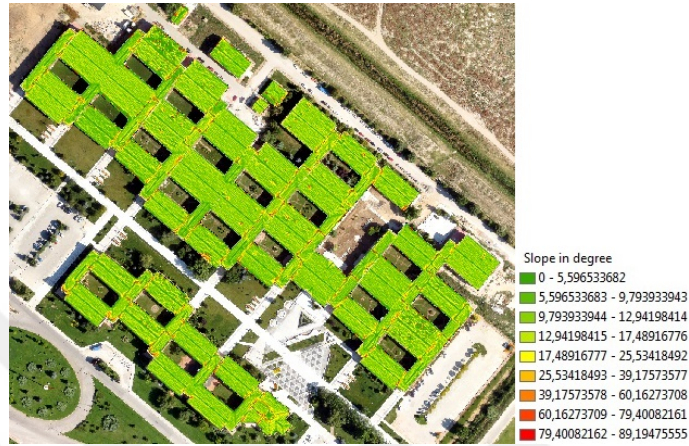 Slope in degree
0 - 5,596533682
5,596533683 - 9,793933943
9,793933944 - 12,94198414
12,94198415 - 17,48916776
17,48916777 - 25,53418492
25,53418493 - 39,17573577
39,17573578 - 60,16273708
60,16273709 - 79,40082161
79,40082162 - 89,19475555